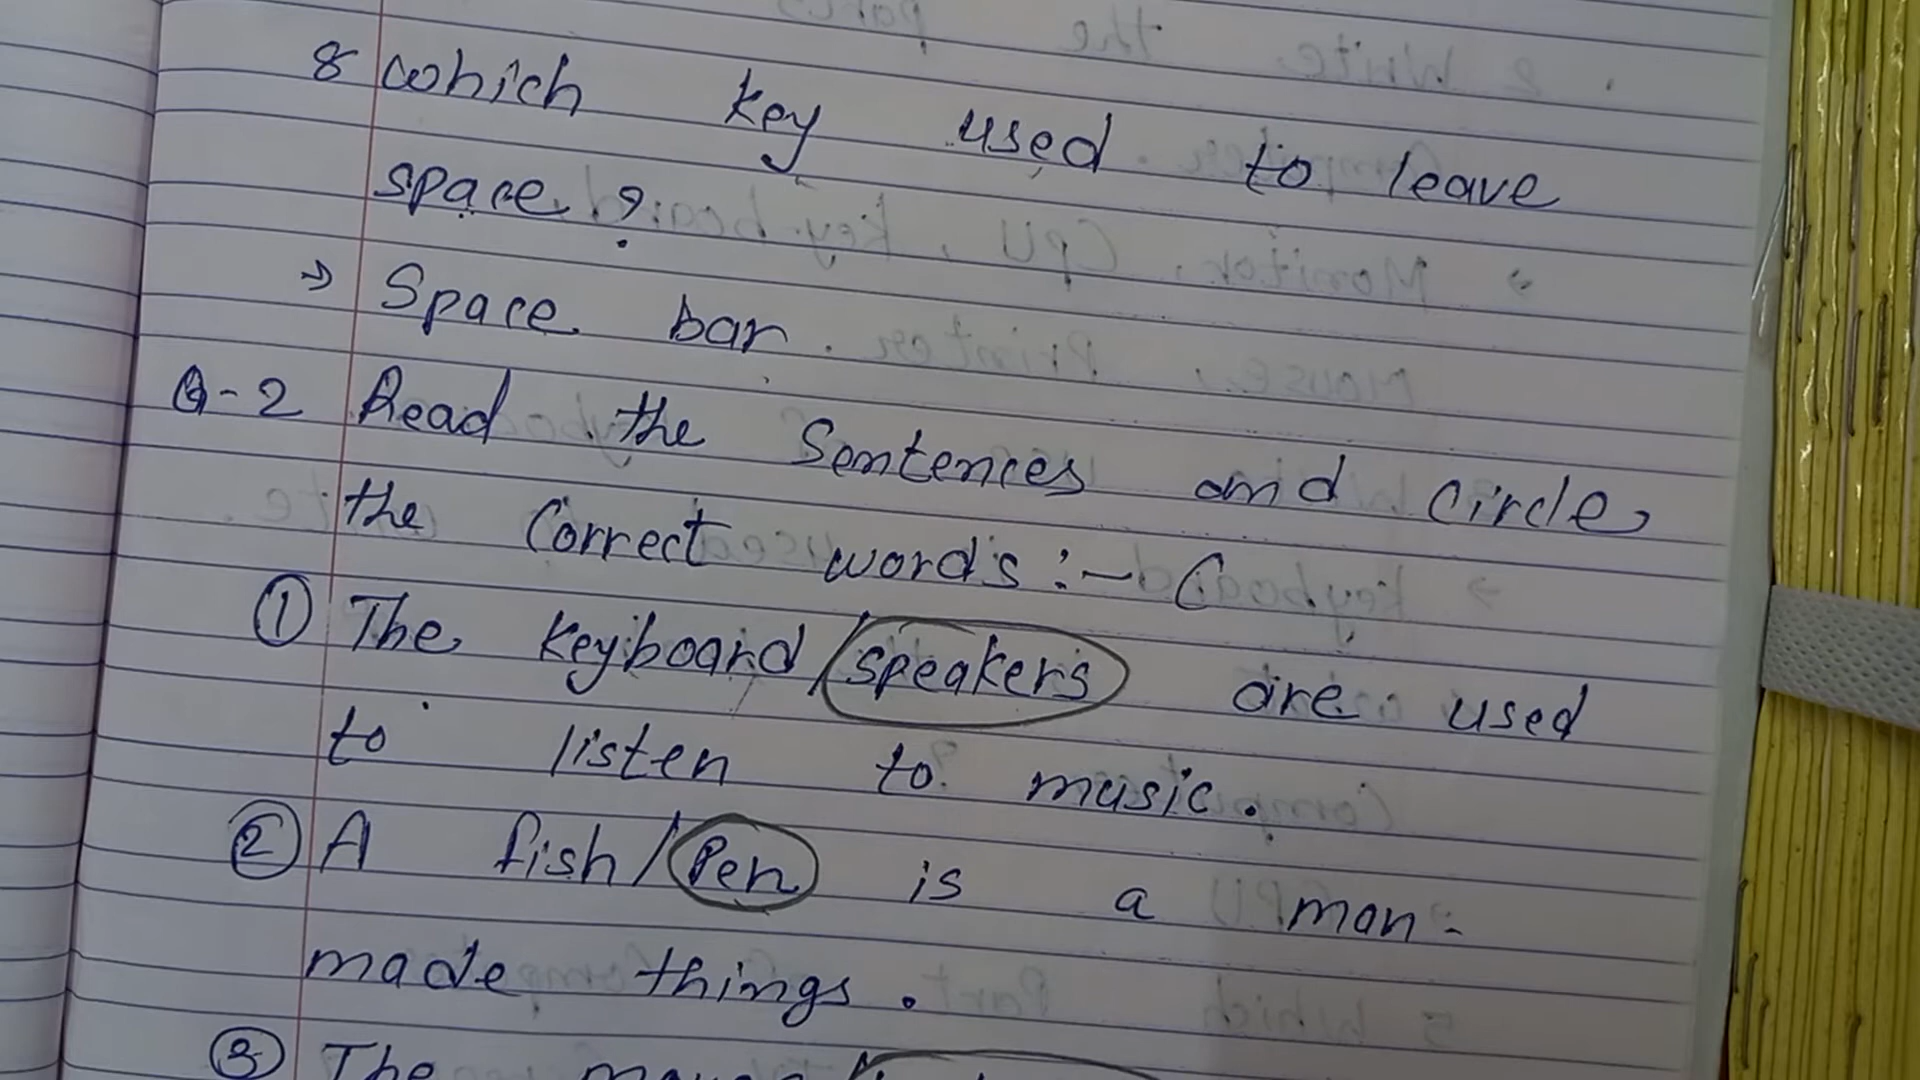 8 which key used to leave
space?
→ Space bar.
Q-2 Read the Sentences and circle
the Correct words :- C
① The keyboard/speakers are used
to listen to music.
② A fish/Pen is a man-
made things.
③ The